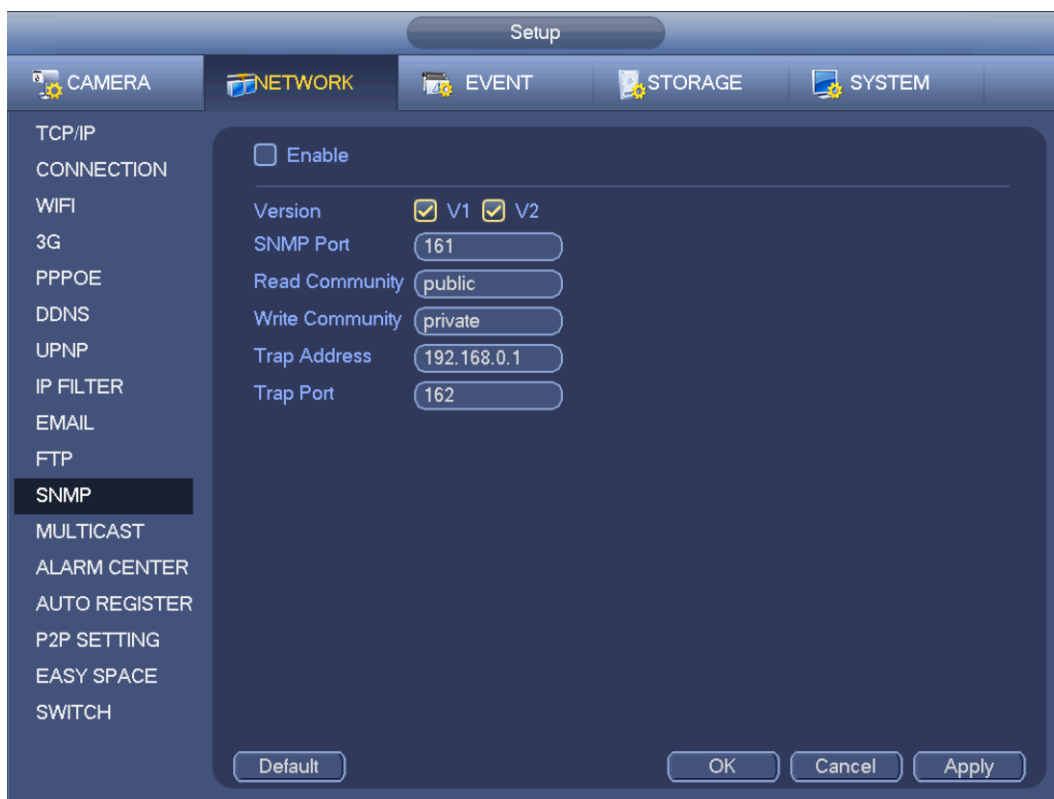 Setup
CAMERA NETWORK EVENT STORAGE SYSTEM
TCP/IP
CONNECTION
WIFI
3G
PPPOE
DDNS
UPNP
IP FILTER
EMAIL
FTP
SNMP
MULTICAST
ALARM CENTER
AUTO REGISTER
P2P SETTING
EASY SPACE
SWITCH
Enable
Version V1 V2
SNMP Port 161
Read Community public
Write Community private
Trap Address 192.168.0.1
Trap Port 162
Default OK Cancel Apply